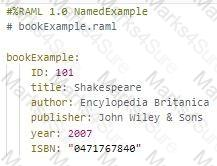 #%RAML 1.0 NamedExample
# bookExample.raml
bookExample:
ID: 101
title: Shakespeare
author: Encylopedia Britanica
publisher: John Wiley & Sons
year: 2007
ISBN: "0471767840"